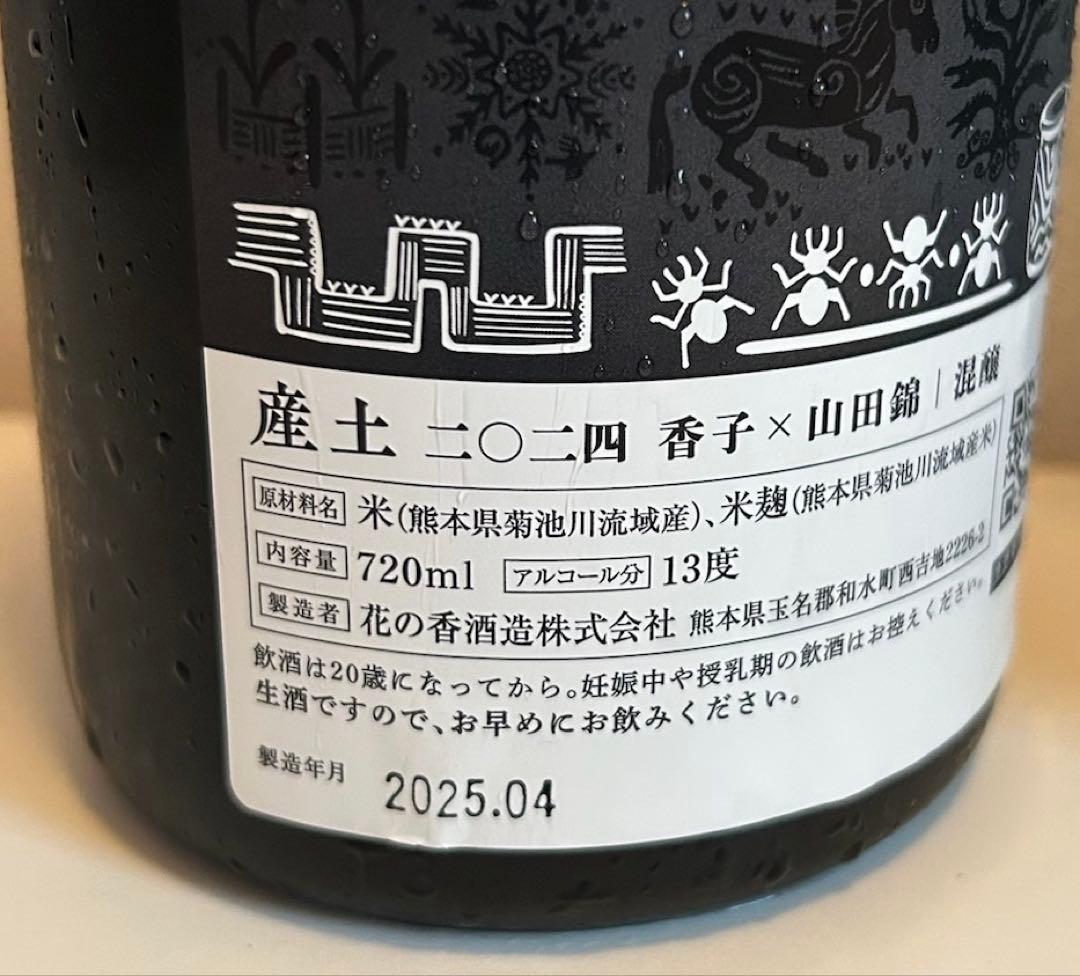 産土 二〇二四 香子×山田錦｜混醸
原材料名 米(熊本県菊池川流域産)、米麹(熊本県菊池川流域産米)
内容量 720ml アルコール分 13度
製造者 花の香酒造株式会社 熊本県玉名郡和水町西吉地2226-2
飲酒は20歳になってから。妊娠中や授乳期の飲酒はお控えください。
生酒ですので、お早めにお飲みください。
製造年月 2025.04